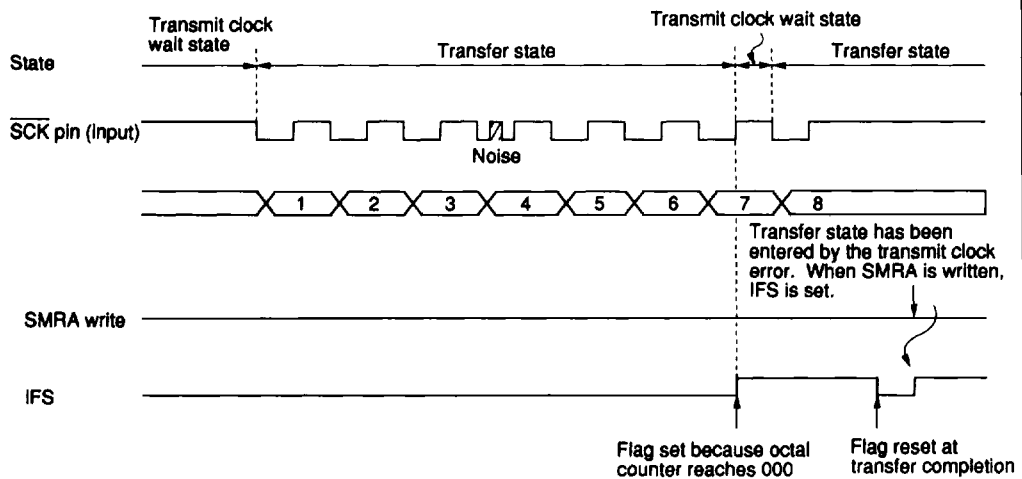 Transmit clock
wait state
Transmit clock wait state
State
Transfer state
Transfer state
SCK pin (input)
Noise
1 2 3 4 5 6 7 8
Transfer state has been
entered by the transmit clock
error. When SMRA is written,
IFS is set.
SMRA write
IFS
Flag set because octal
counter reaches 000
Flag reset at
transfer completion